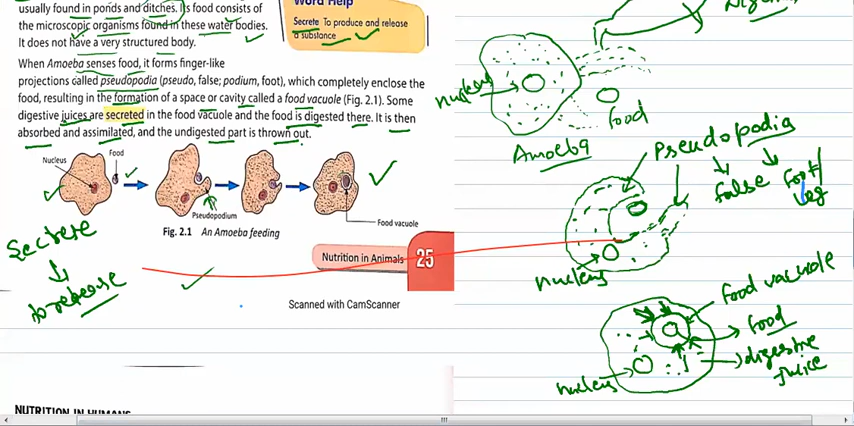 usually found in ponds and ditches. Its food consists of
the microscopic organisms found in these water bodies.
It does not have a very structured body.
Word Help
Secrete To produce and release
a substance
When Amoeba senses food, it forms finger-like
projections called pseudopodia (pseudo, false; podium, foot), which completely enclose the
food, resulting in the formation of a space or cavity called a food vacuole (Fig. 2.1). Some
digestive juices are secreted in the food vacuole and the food is digested there. It is then
absorbed and assimilated, and the undigested part is thrown out.
Nucleus
Food
Pseudopodium
Food vacuole
Fig. 2.1 An Amoeba feeding
Nutrition in Animals 25
Scanned with CamScanner
NUTRITION IN HUMANS
Secrete
to release
nucleus
food
Amoeba
Pseudopodia
false
foot/
leg
nucleus
food vacuole
food
digestive
juice
nucleus